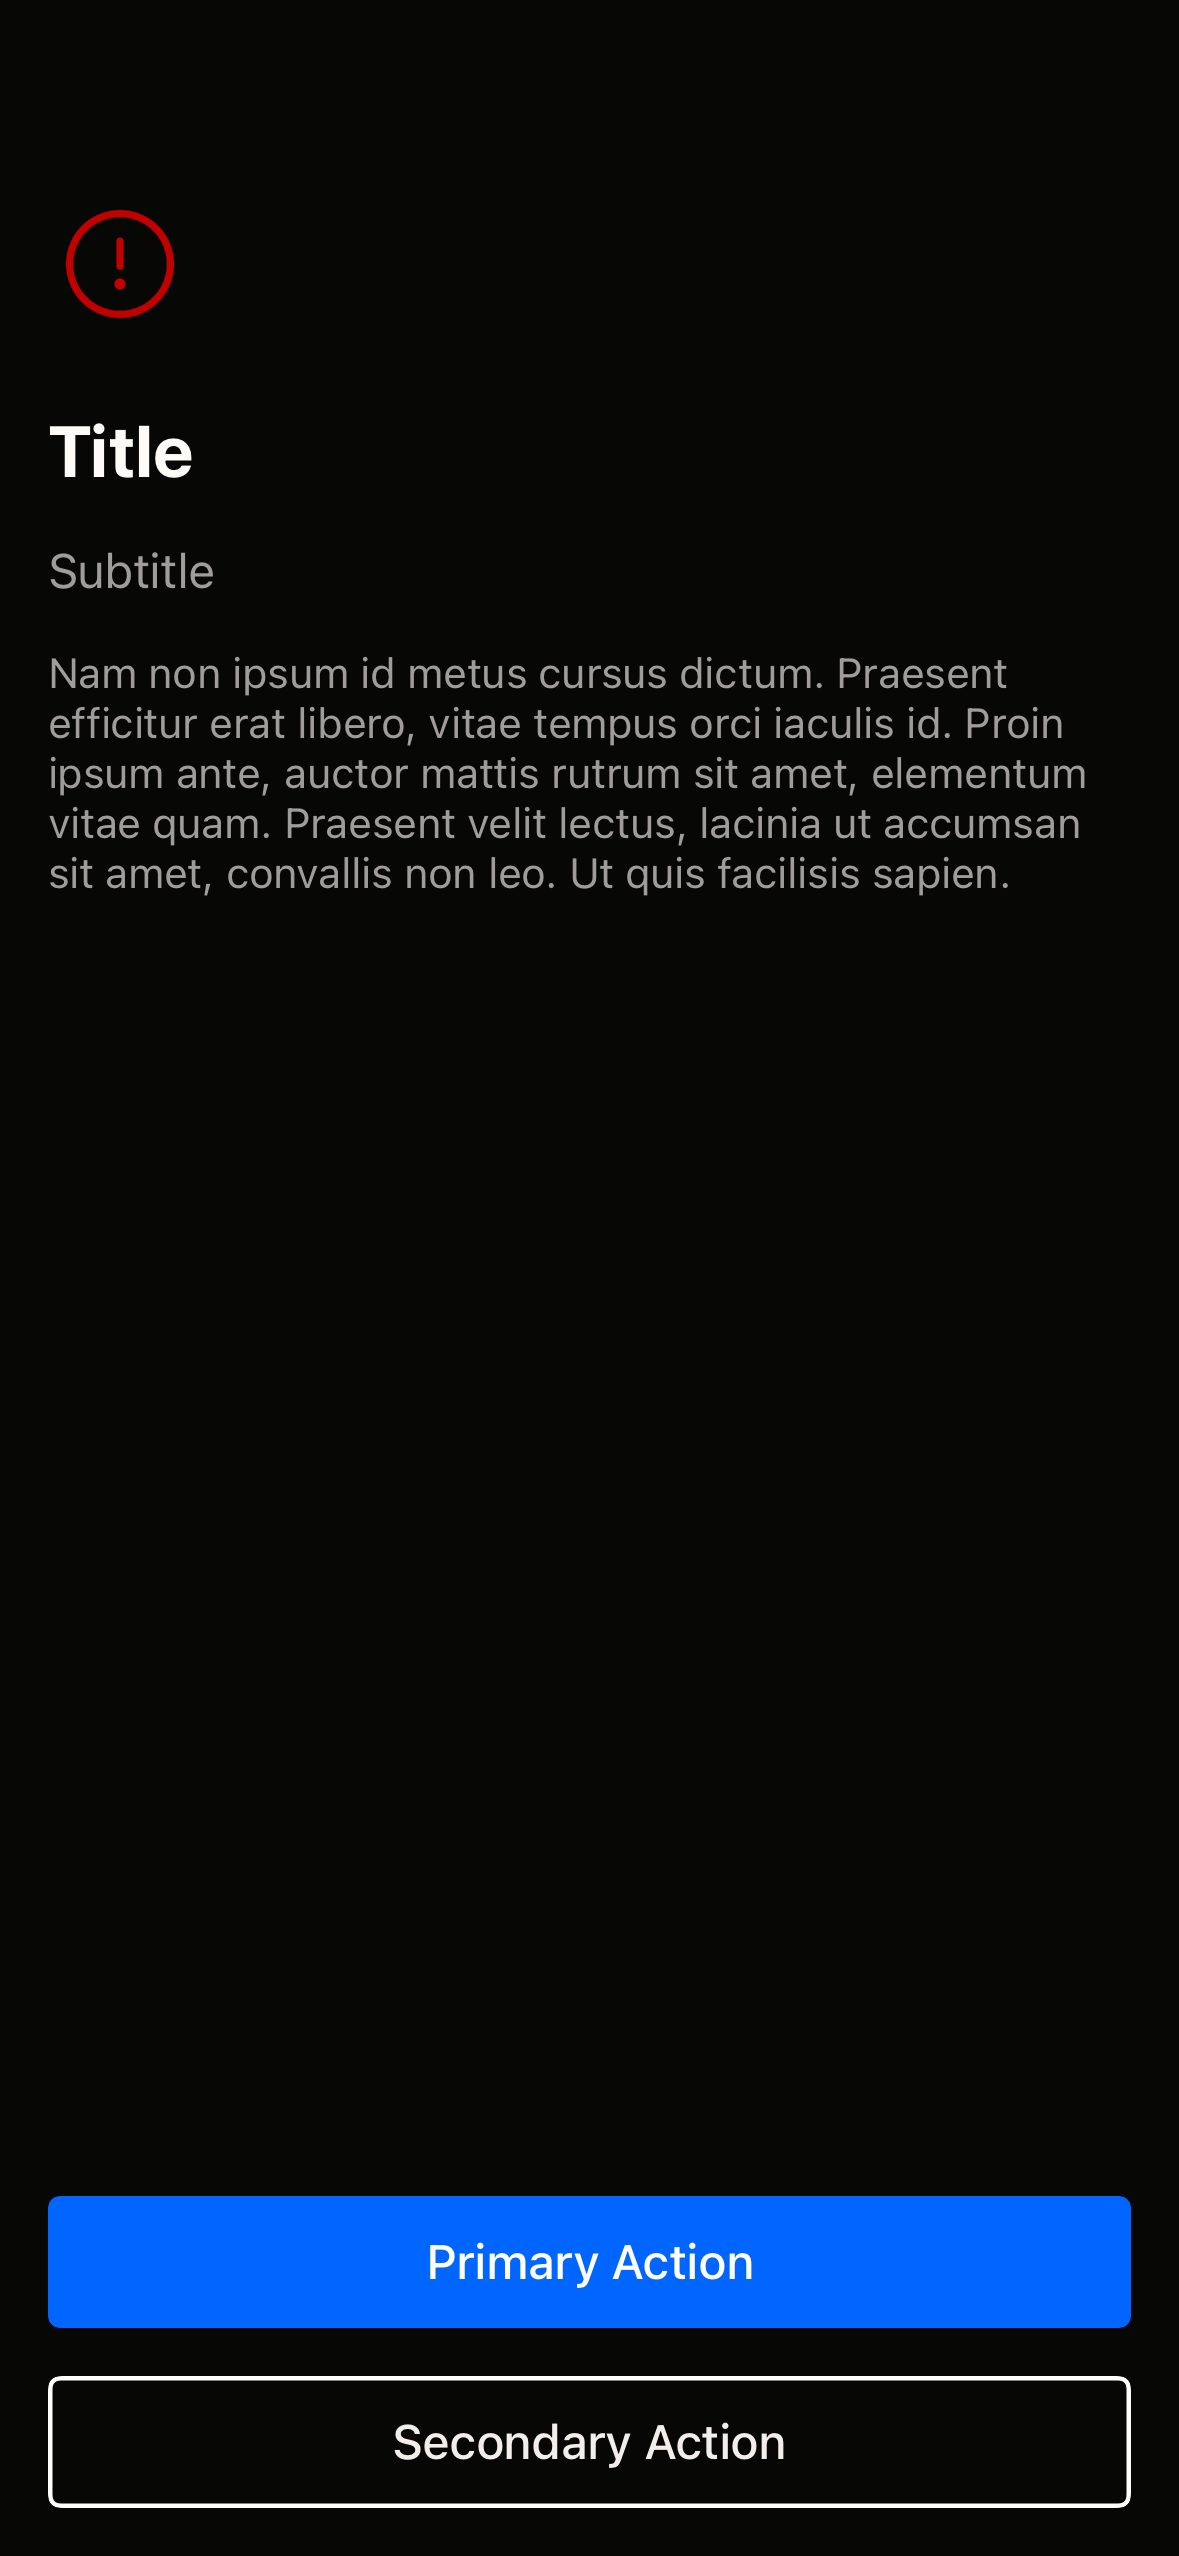 Title
Subtitle
Nam non ipsum id metus cursus dictum. Praesent
efficitur erat libero, vitae tempus orci iaculis id. Proin
ipsum ante, auctor mattis rutrum sit amet, elementum
vitae quam. Praesent velit lectus, lacinia ut accumsan
sit amet, convallis non leo. Ut quis facilisis sapien.
Primary Action
Secondary Action